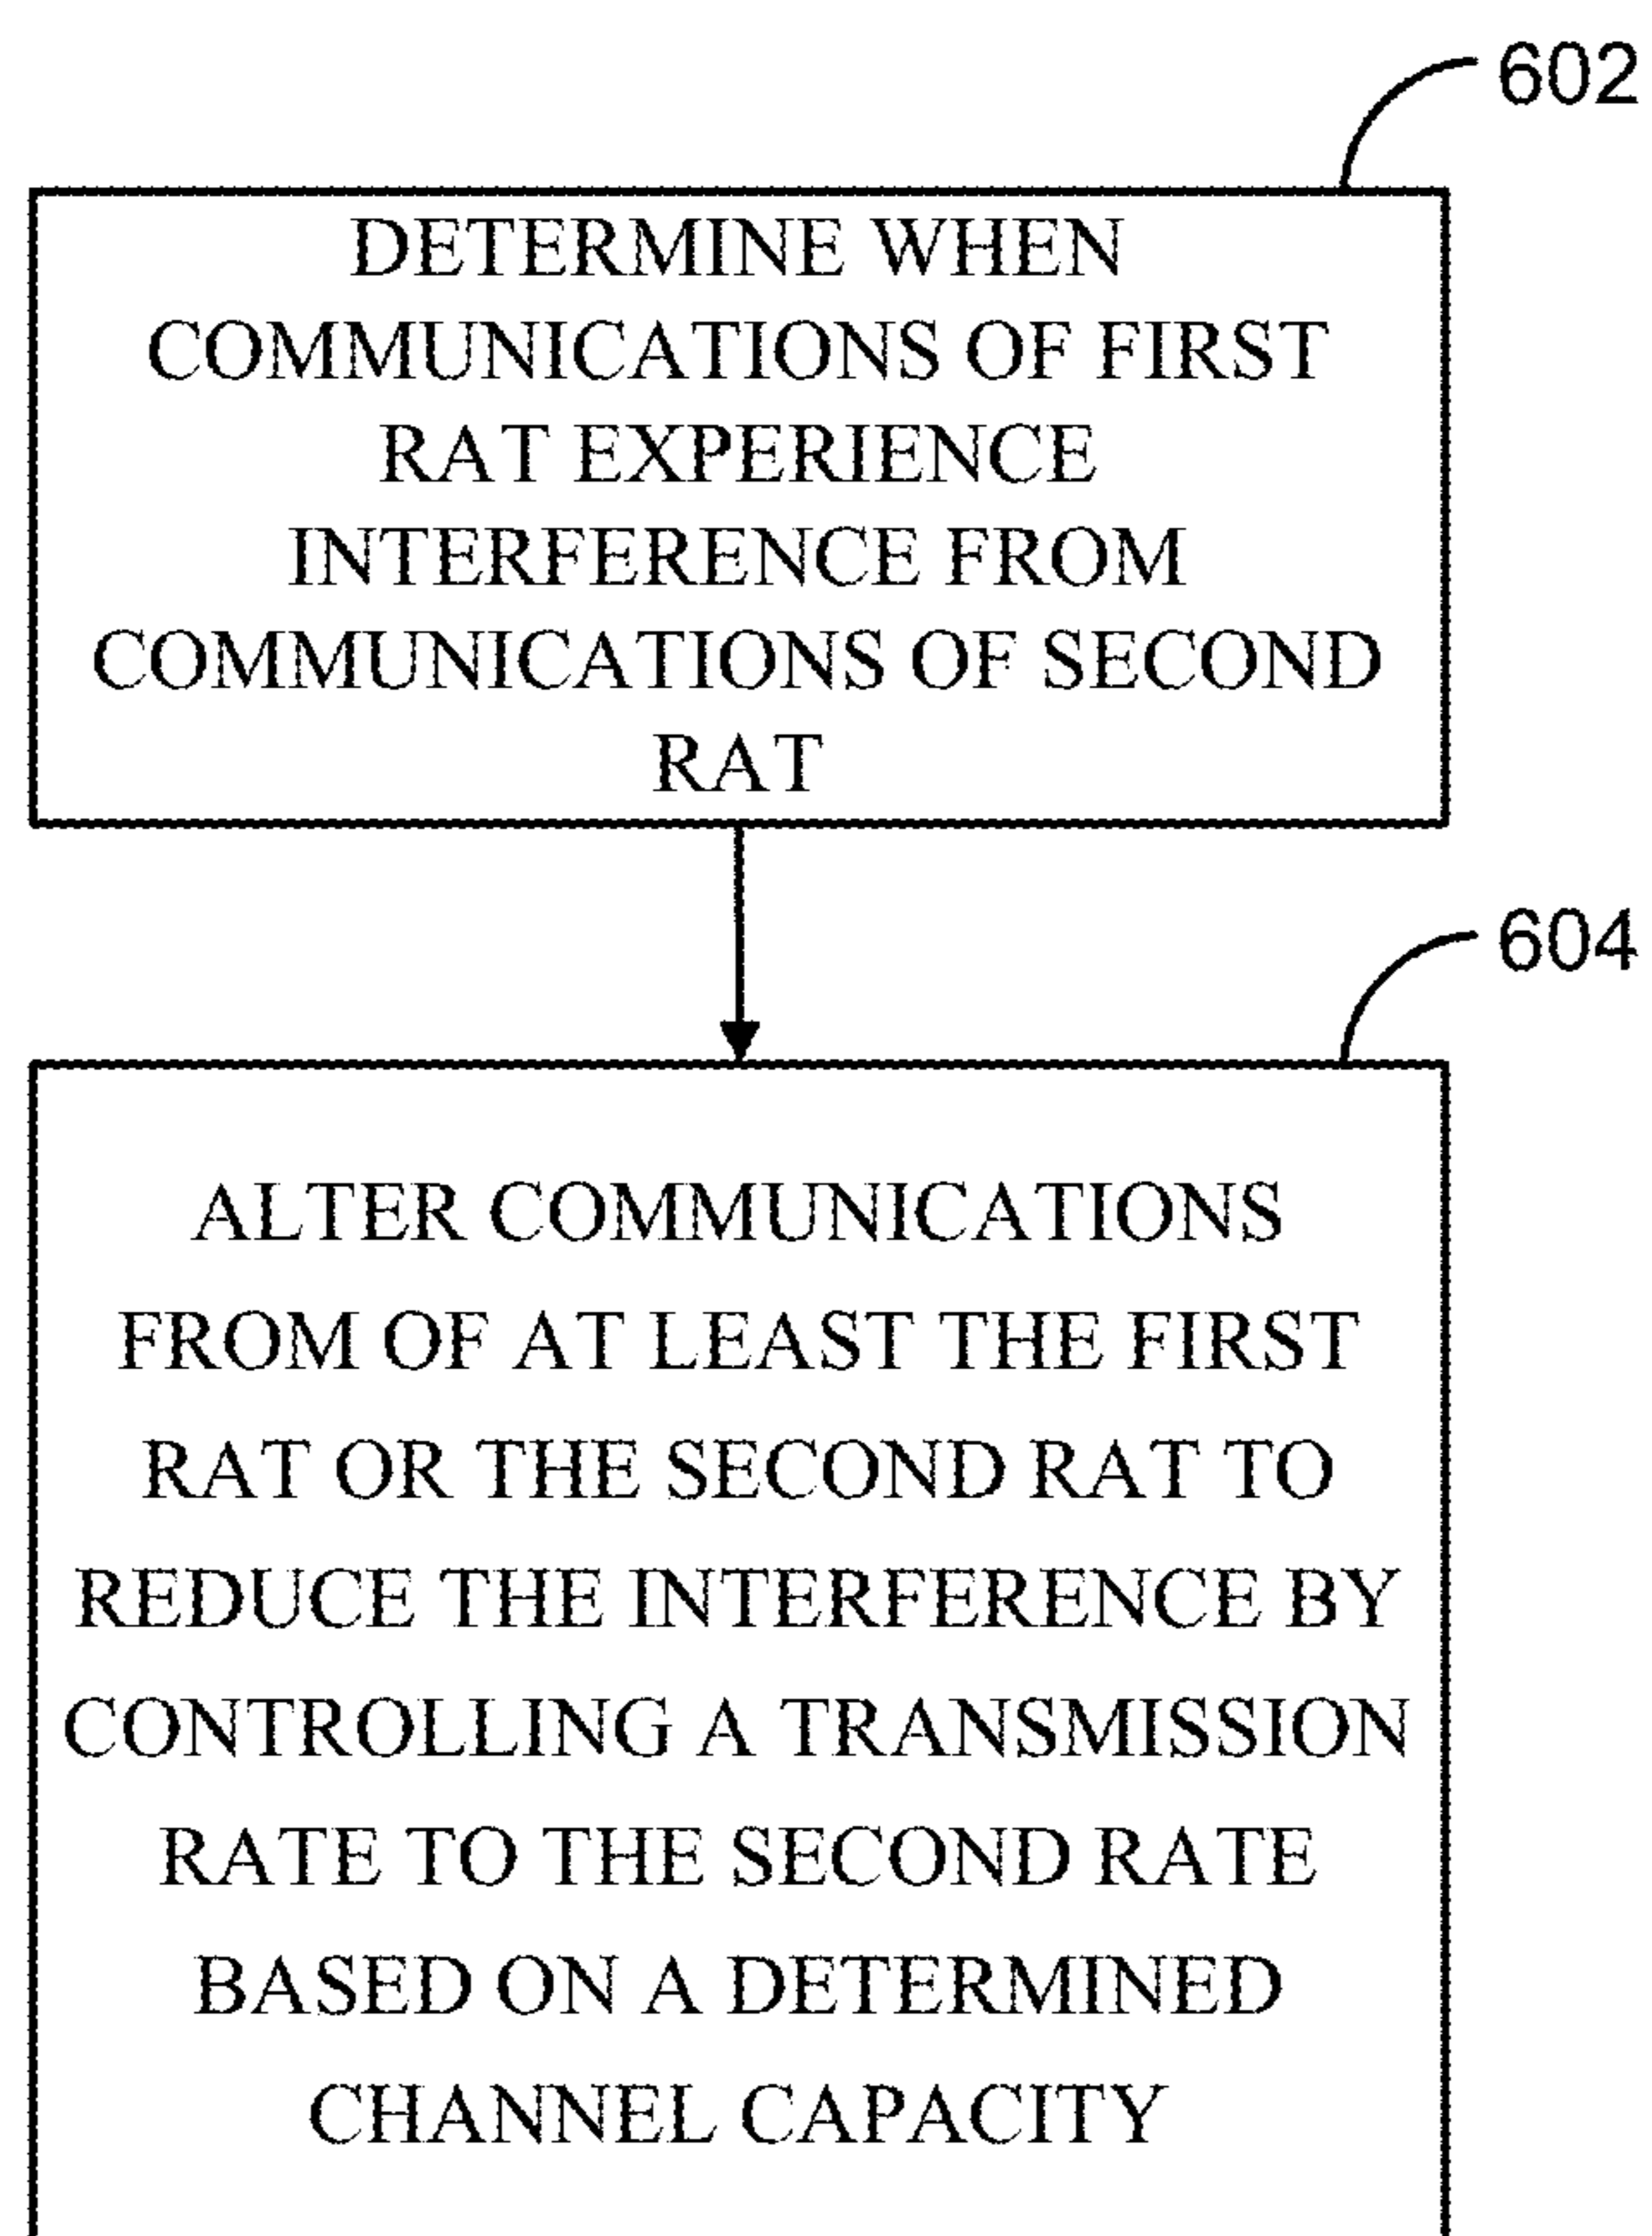 602
DETERMINE WHEN
COMMUNICATIONS OF FIRST
RAT EXPERIENCE
INTERFERENCE FROM
COMMUNICATIONS OF SECOND
RAT
604
ALTER COMMUNICATIONS
FROM OF AT LEAST THE FIRST
RAT OR THE SECOND RAT TO
REDUCE THE INTERFERENCE BY
CONTROLLING A TRANSMISSION
RATE TO THE SECOND RATE
BASED ON A DETERMINED
CHANNEL CAPACITY